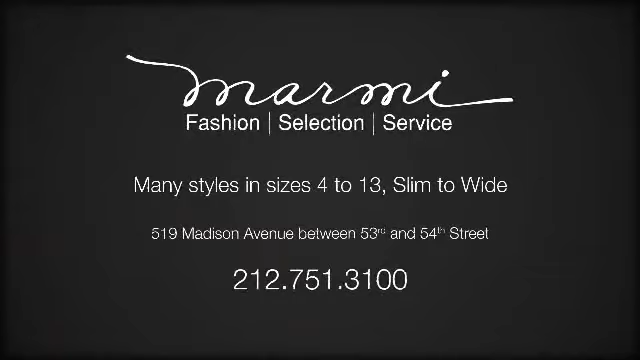 marmi
Fashion | Selection | Service
Many styles in sizes 4 to 13, Slim to Wide
519 Madison Avenue between 53rd and 54th Street
212.751.3100